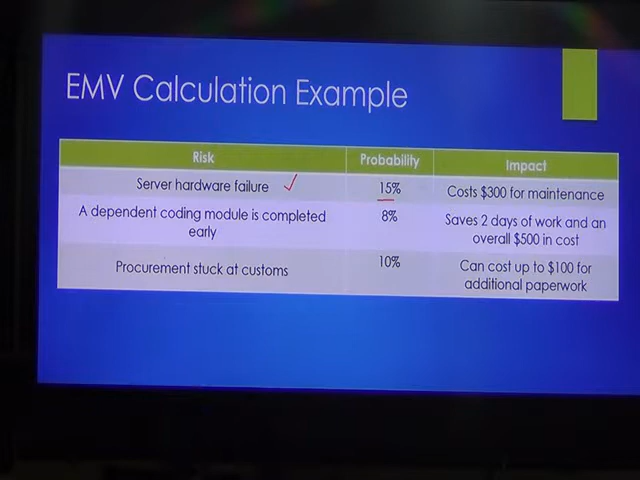 EMV Calculation Example
Risk Probability Impact
Server hardware failure 15% Costs $300 for maintenance
A dependent coding module is completed early 8% Saves 2 days of work and an overall $500 in cost
Procurement stuck at customs 10% Can cost up to $100 for additional paperwork